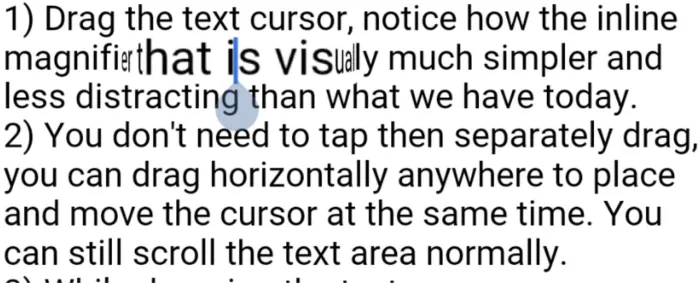 1) Drag the text cursor, notice how the inline
magnifier that is visually much simpler and
less distracting than what we have today.
2) You don't need to tap then separately drag,
you can drag horizontally anywhere to place
and move the cursor at the same time. You
can still scroll the text area normally.